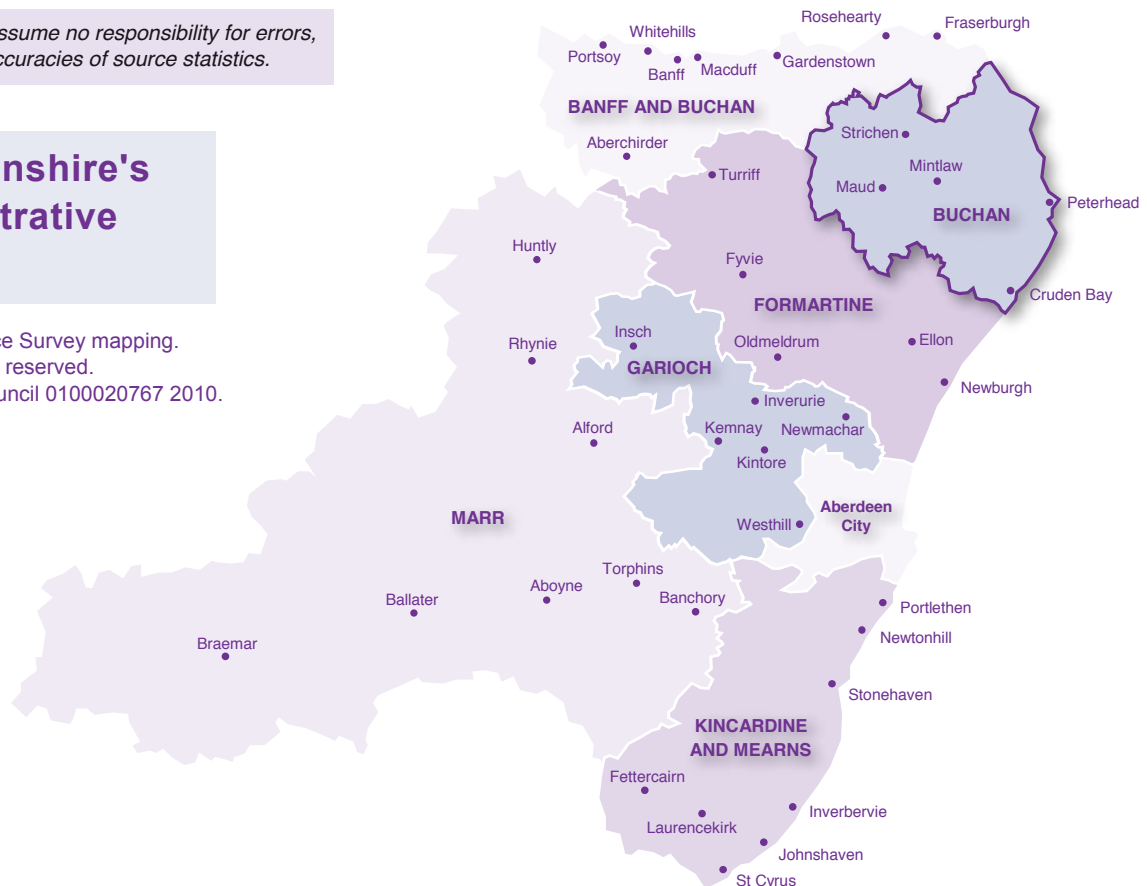 ssume no responsibility for errors,
ccuracies of source statistics.
nshire's
trative
ce Survey mapping.
reserved.
uncil 0100020767 2010.
Rosehearty
Fraserburgh
Whitehills
Portsoy
Banff
Macduff
Gardenstown
BANFF AND BUCHAN
Aberchirder
Turriff
Strichen
Mintlaw
Maud
BUCHAN
Peterhead
Huntly
Fyvie
Cruden Bay
FORMARTINE
Insch
Rhynie
Oldmeldrum
Ellon
GARIOCH
Newburgh
Inverurie
Alford
Kemnay
Newmachar
Kintore
MARR
Westhill
Aberdeen
City
Torphins
Aboyne
Banchory
Ballater
Portlethen
Newtonhill
Braemar
Stonehaven
KINCARDINE
AND MEARNS
Fettercairn
Inverbervie
Laurencekirk
Johnshaven
St Cyrus